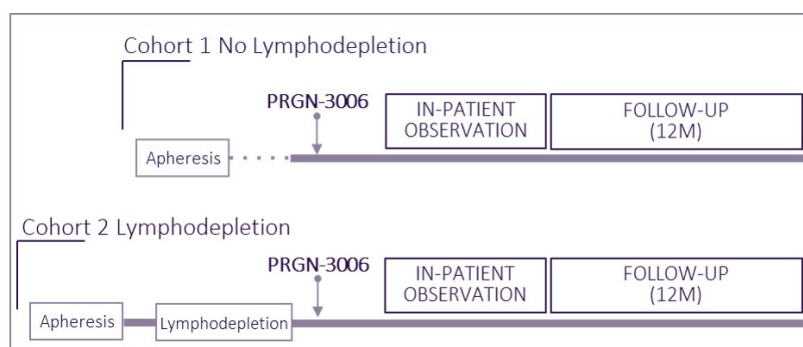 Cohort 1 No Lymphodepletion
PRGN-3006
IN-PATIENT
OBSERVATION
FOLLOW-UP
(12M)
Apheresis
Cohort 2 Lymphodepletion
PRGN-3006
IN-PATIENT
OBSERVATION
FOLLOW-UP
(12M)
Apheresis
Lymphodepletion